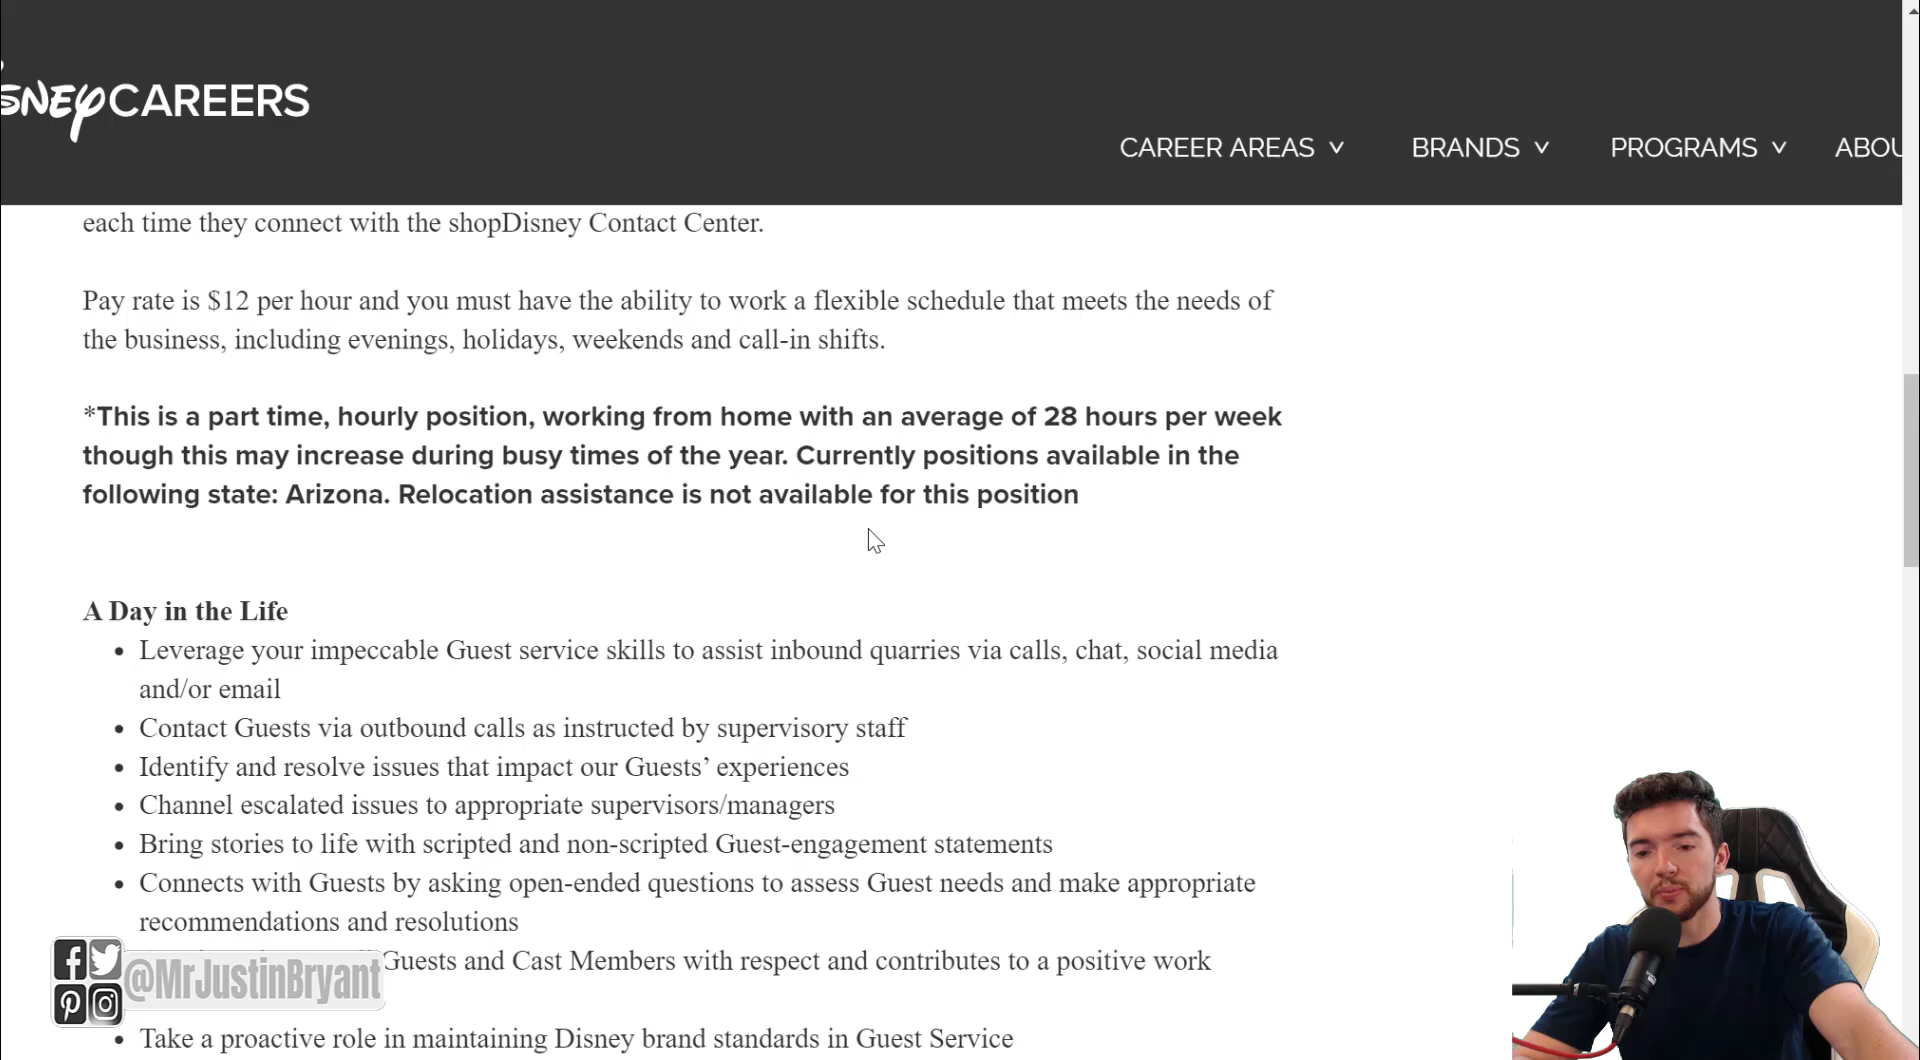 SNEY CAREERS
CAREER AREAS
BRANDS
PROGRAMS
ABOU
each time they connect with the shopDisney Contact Center.
Pay rate is $12 per hour and you must have the ability to work a flexible schedule that meets the needs of
the business, including evenings, holidays, weekends and call-in shifts.
*This is a part time, hourly position, working from home with an average of 28 hours per week
though this may increase during busy times of the year. Currently positions available in the
following state: Arizona. Relocation assistance is not available for this position
A Day in the Life
• Leverage your impeccable Guest service skills to assist inbound quarries via calls, chat, social media
and/or email
• Contact Guests via outbound calls as instructed by supervisory staff
• Identify and resolve issues that impact our Guests’ experiences
• Channel escalated issues to appropriate supervisors/managers
• Bring stories to life with scripted and non-scripted Guest-engagement statements
• Connects with Guests by asking open-ended questions to assess Guest needs and make appropriate
recommendations and resolutions
Guests and Cast Members with respect and contributes to a positive work
@MrJustinBryant
• Take a proactive role in maintaining Disney brand standards in Guest Service